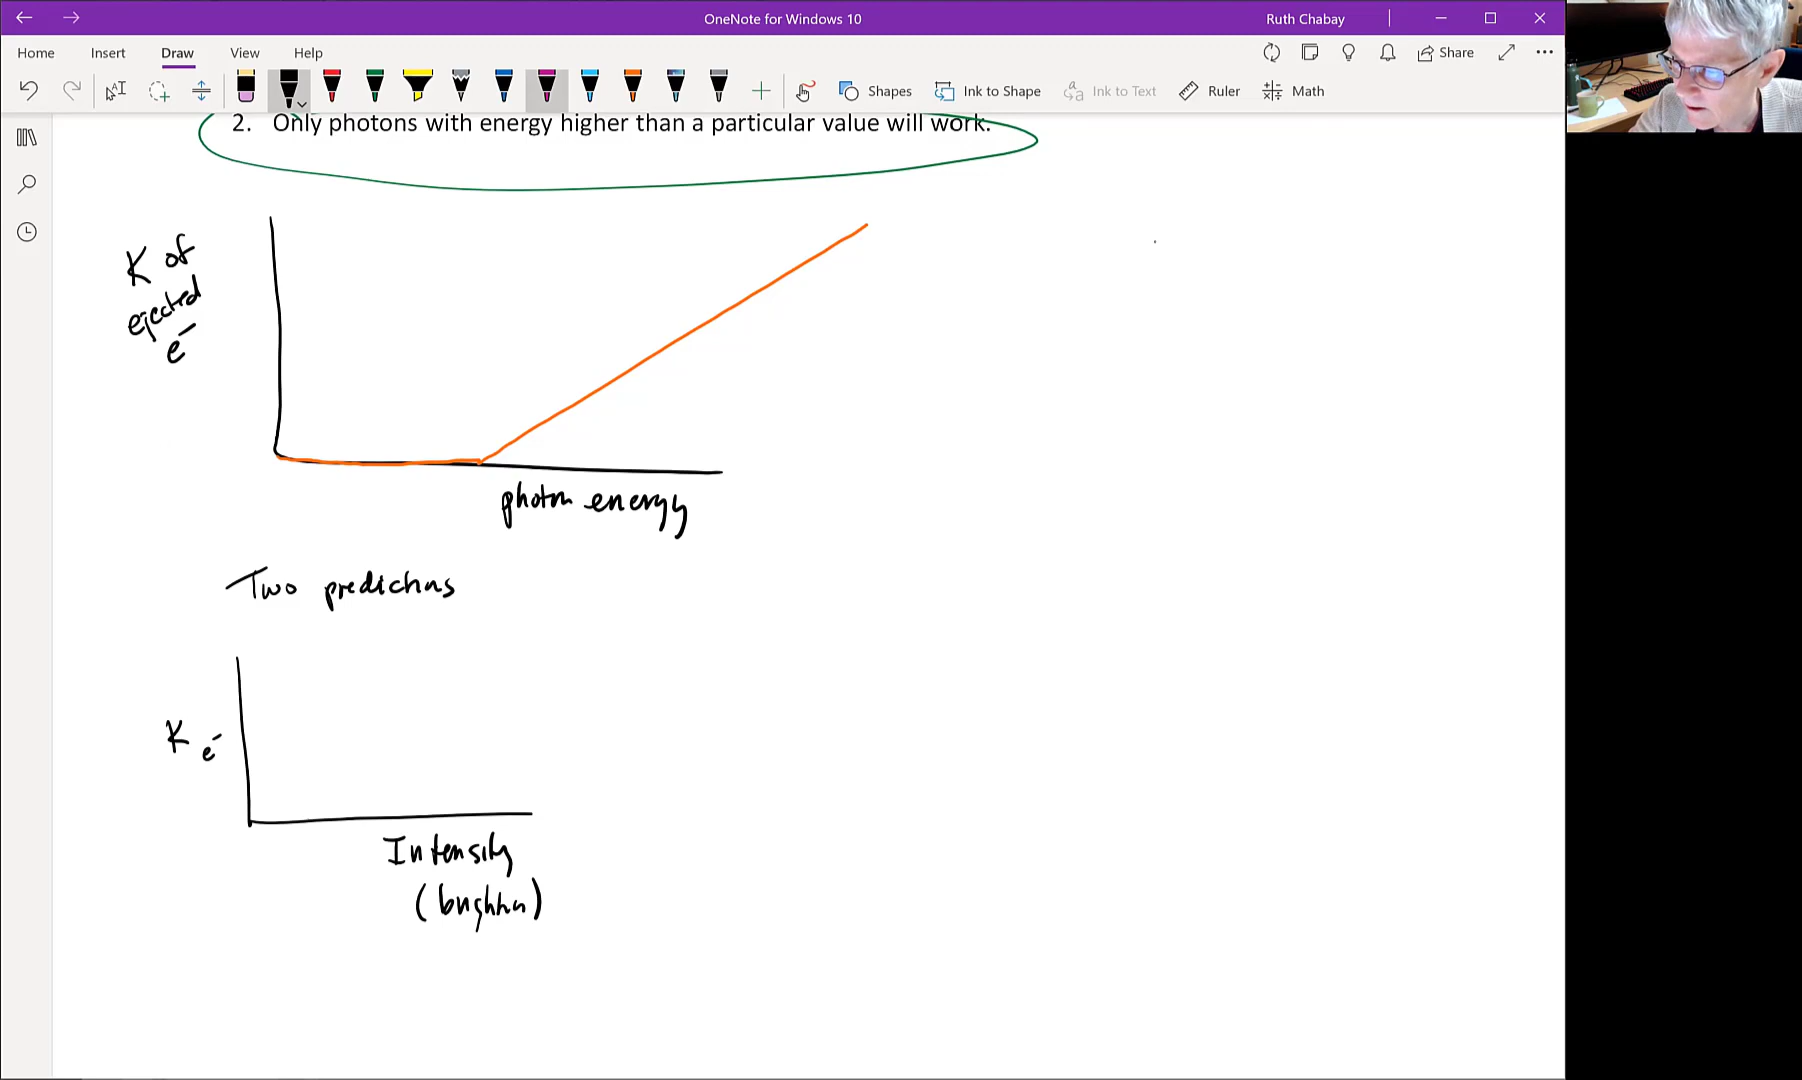 OneNote for Windows 10
Ruth Chabay
Home Insert Draw View Help
Share
Shapes Ink to Shape Ink to Text Ruler Math
2. Only photons with energy higher than a particular value will work.
K of
ejected
e-
photon energy
Two predictions
K e-
Intensity